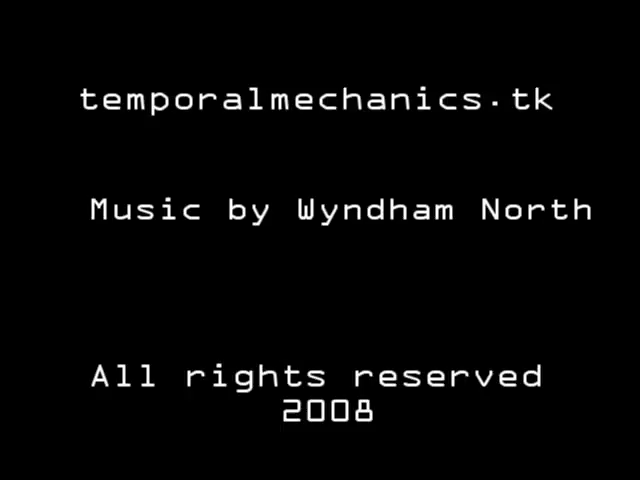 temporalmechanics.tk
Music by Wyndham North
All rights reserved
2008